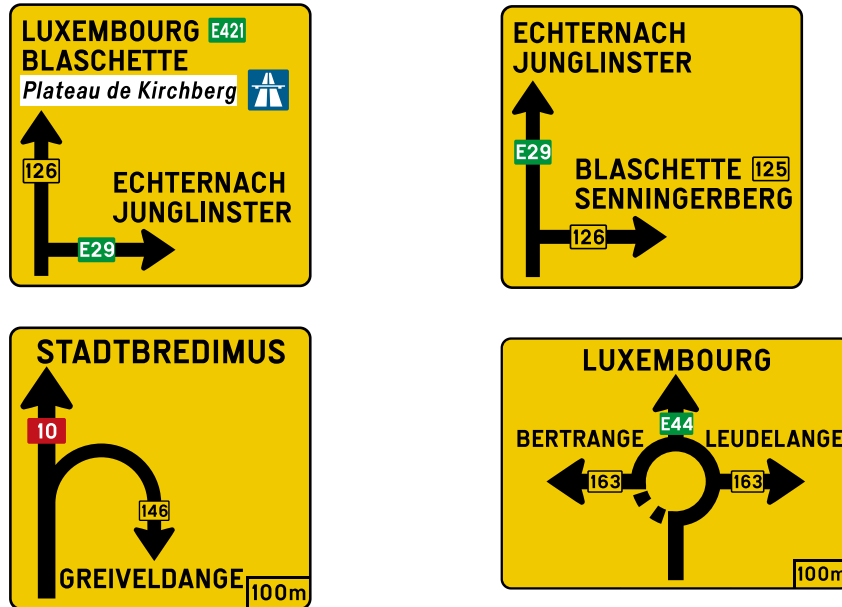 LUXEMBOURG E421
BLASCHETTE
Plateau de Kirchberg
126
ECHTERNACH
JUNGLINSTER
E29
ECHTERNACH
JUNGLINSTER
E29
BLASCHETTE 125
SENNINGERBERG
126
STADTBREDIMUS
10
146
GREIVELDANGE
100m
LUXEMBOURG
E44
BERTRANGE LEUDELANGE
163 163
100m